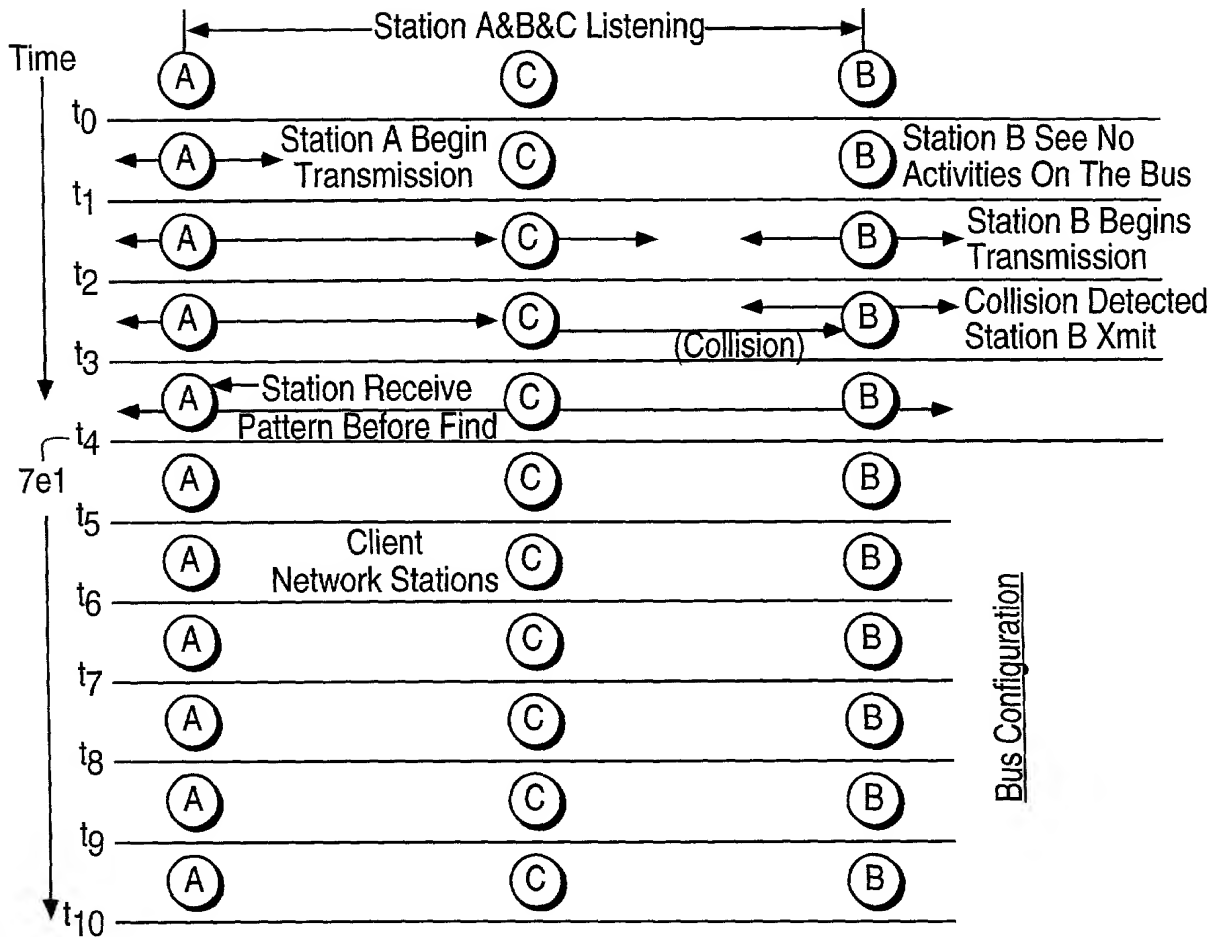 Station A&B&C Listening
Time
A C B
t0
A Station A Begin Transmission C B Station B See No Activities On The Bus
t1
A C B Station B Begins Transmission
t2
A C (Collision) B Collision Detected Station B Xmit
t3
A Station Receive Pattern Before Find C B
t4
7e1
A C B
t5
A Client Network Stations C B
t6
A C B
t7
A C B
t8
A C B
t9
A C B
t10
Bus Configuration